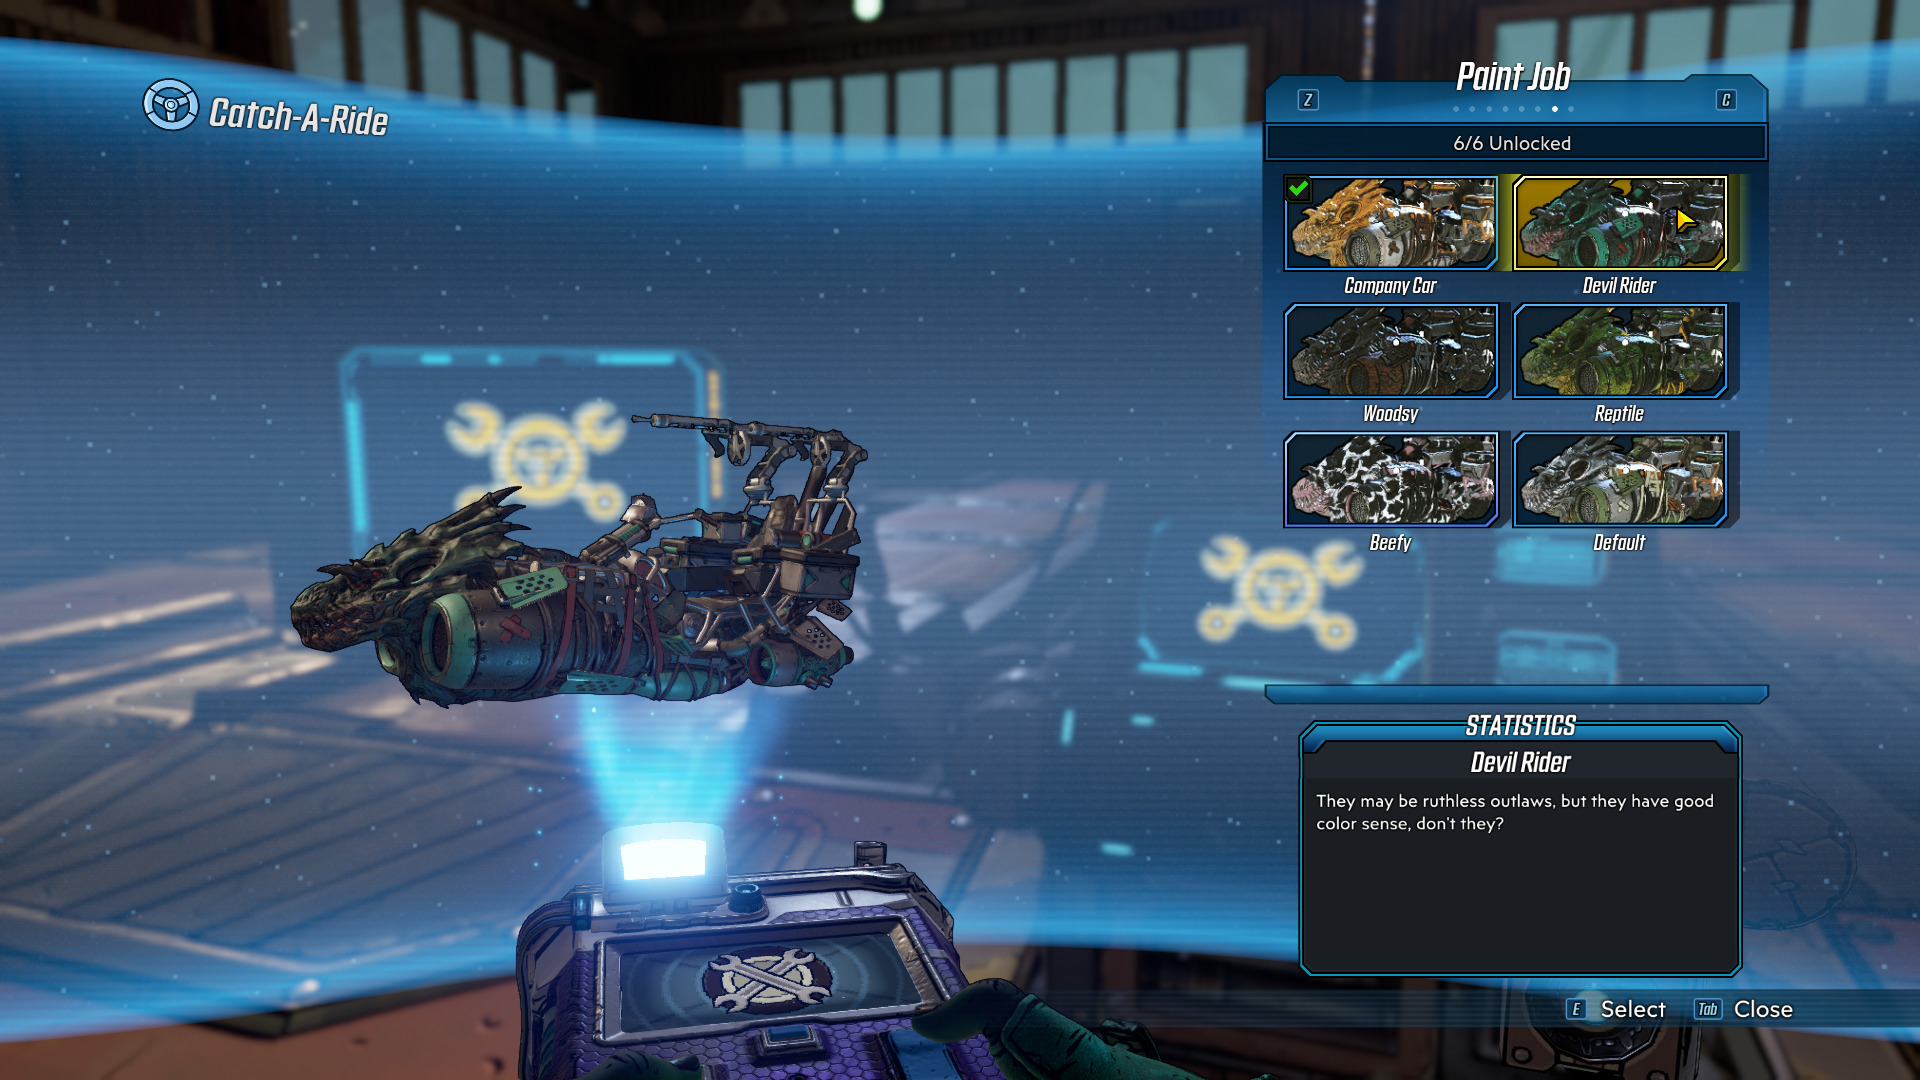 Catch-A-Ride
Paint Job
Z
C
6/6 Unlocked
Company Car
Devil Rider
Woodsy
Reptile
Beefy
Default
STATISTICS
Devil Rider
They may be ruthless outlaws, but they have good
color sense, don't they?
E Select Tab Close